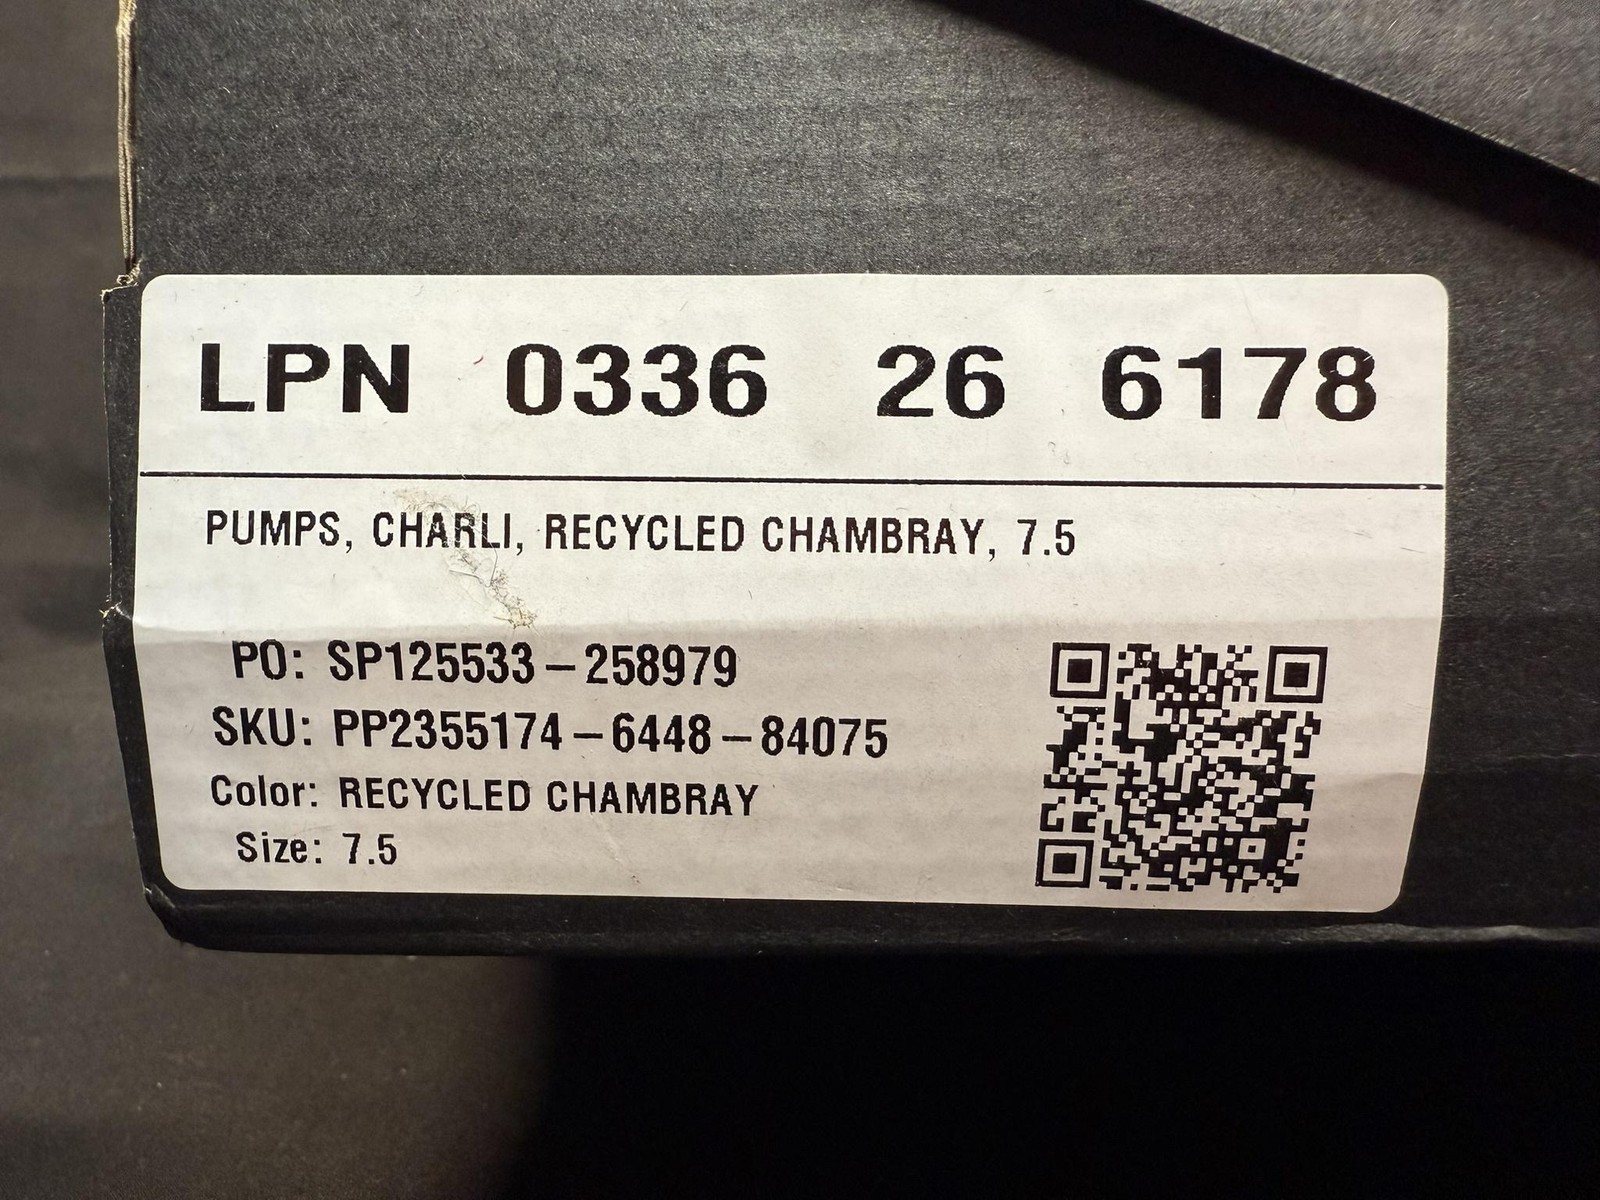 LPN 0336 26 6178
PUMPS, CHARLI, RECYCLED CHAMBRAY, 7.5
PO: SP125533-258979
SKU: PP2355174-6448-84075
Color: RECYCLED CHAMBRAY
Size: 7.5